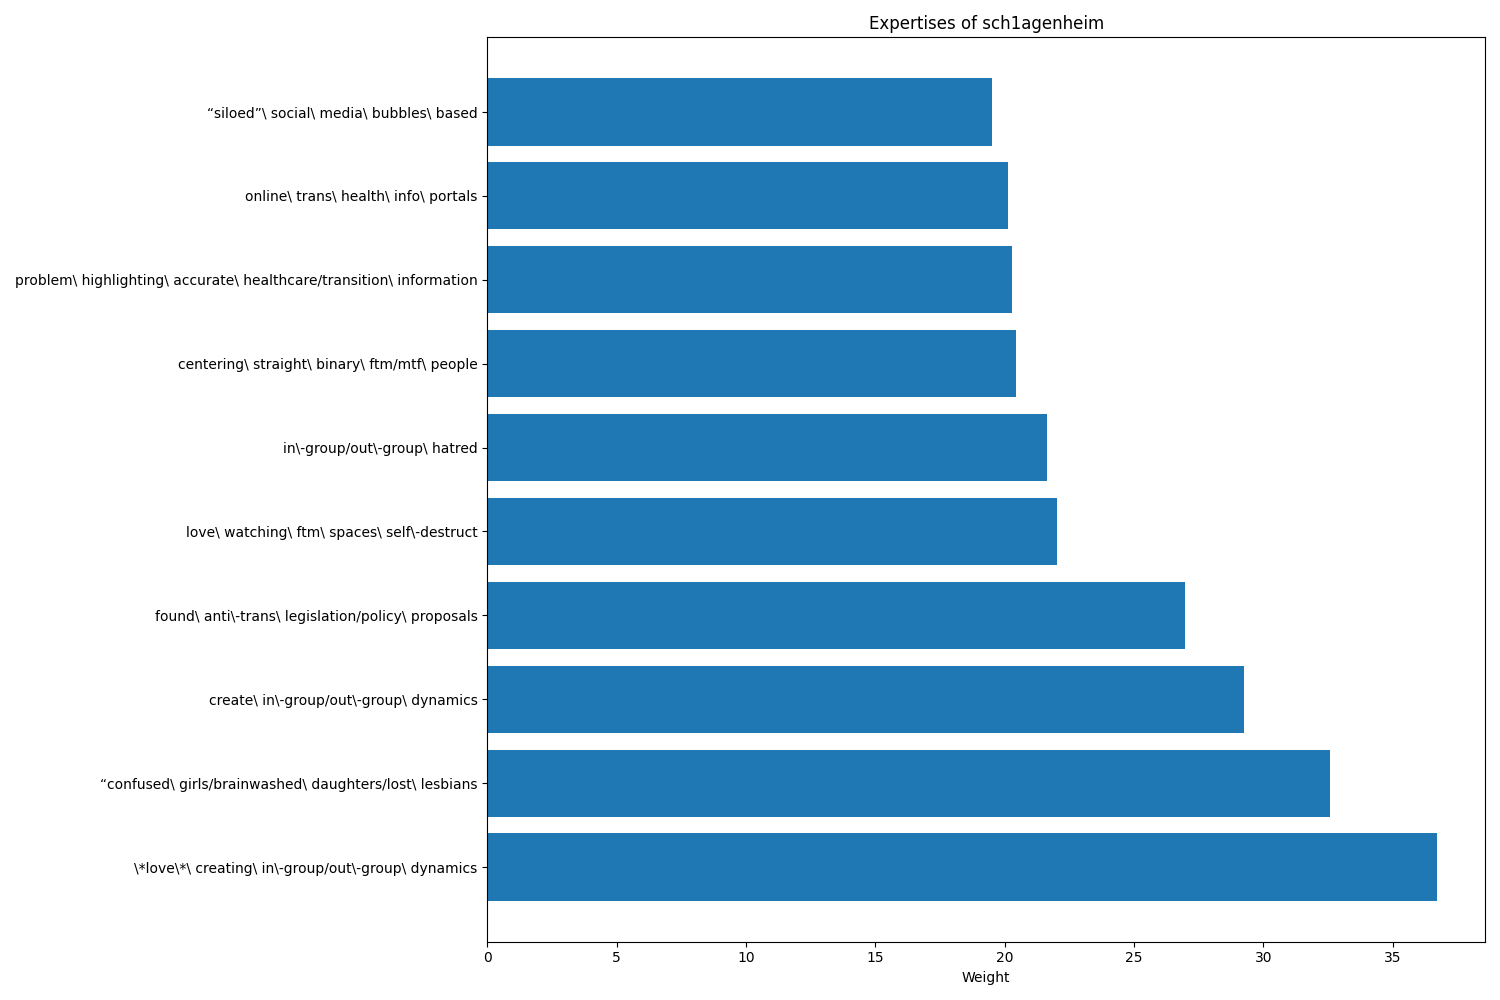 Expertises of sch1agenheim
“siloed”\ social\ media\ bubbles\ based
online\ trans\ health\ info\ portals
problem\ highlighting\ accurate\ healthcare/transition\ information
centering\ straight\ binary\ ftm/mtf\ people
in\-group/out\-group\ hatred
love\ watching\ ftm\ spaces\ self\-destruct
found\ anti\-trans\ legislation/policy\ proposals
create\ in\-group/out\-group\ dynamics
“confused\ girls/brainwashed\ daughters/lost\ lesbians
\*love\*\ creating\ in\-group/out\-group\ dynamics
0 5 10 15 20 25 30 35
Weight